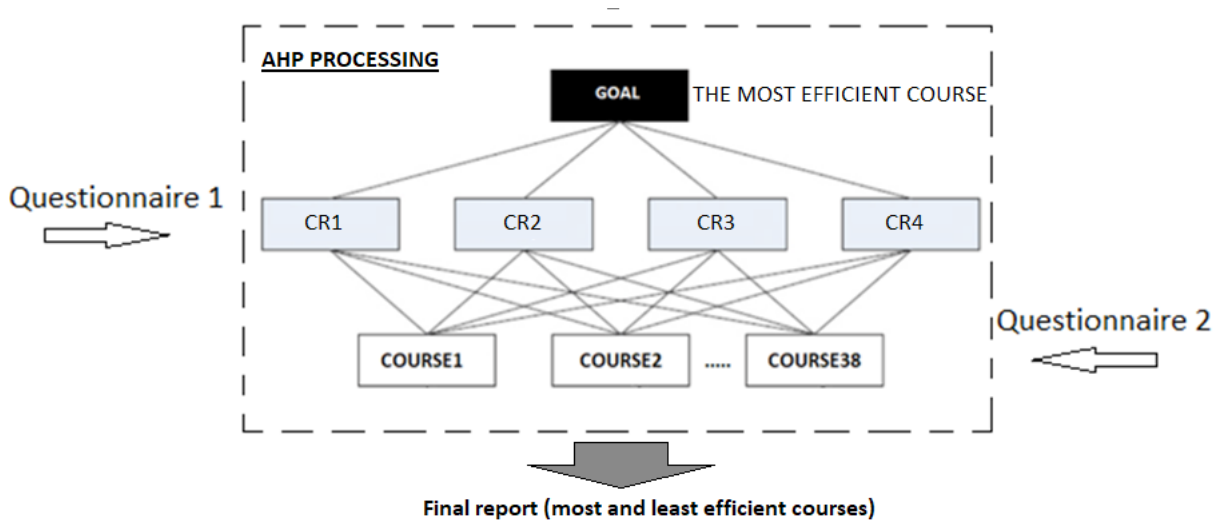 AHP PROCESSING
GOAL THE MOST EFFICIENT COURSE
Questionnaire 1
CR1 CR2 CR3 CR4
Questionnaire 2
COURSE1 COURSE2 ..... COURSE38
Final report (most and least efficient courses)